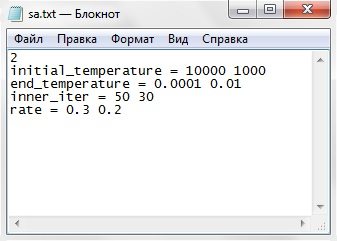 sa.txt — Блокнот
Файл Правка Формат Вид Справка
2
initial_temperature = 10000 1000
end_temperature = 0.0001 0.01
inner_iter = 50 30
rate = 0.3 0.2